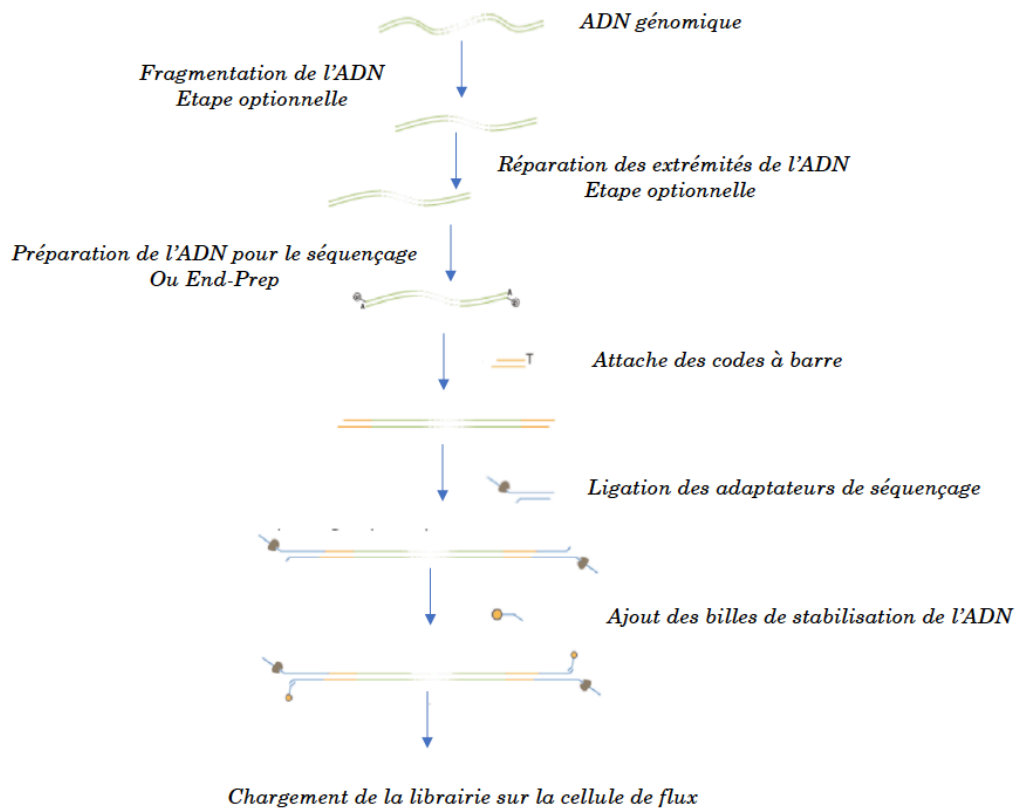 ADN génomique
Fragmentation de l'ADN
Etape optionnelle
Réparation des extrémités de l'ADN
Etape optionnelle
Préparation de l'ADN pour le séquençage
Ou End-Prep
A
A
T
Attache des codes à barre
Ligation des adaptateurs de séquençage
Ajout des billes de stabilisation de l'ADN
Chargement de la librairie sur la cellule de flux